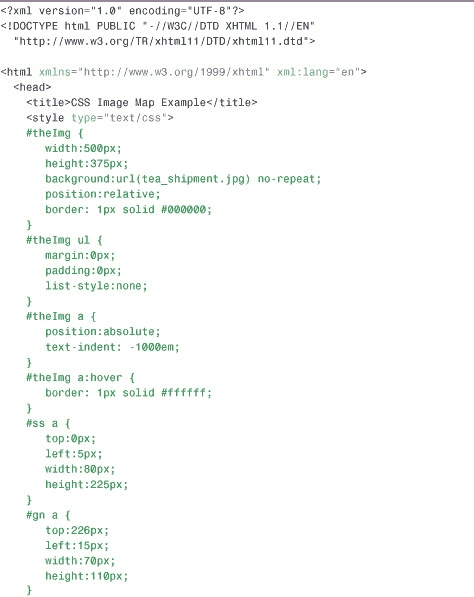 <?xml version="1.0" encoding="UTF-8"?>
<!DOCTYPE html PUBLIC "-//W3C//DTD XHTML 1.1//EN"
"http://www.w3.org/TR/xhtml11/DTD/xhtml11.dtd">
<html xmlns="http://www.w3.org/1999/xhtml" xml:lang="en">
<head>
<title>CSS Image Map Example</title>
<style type="text/css">
#theImg {
width:500px;
height:375px;
background:url(tea_shipment.jpg) no-repeat;
position:relative;
border: 1px solid #000000;
}
#theImg ul {
margin:0px;
padding:0px;
list-style:none;
}
#theImg a {
position:absolute;
text-indent: -1000em;
}
#theImg a:hover {
border: 1px solid #ffffff;
}
#ss a {
top:0px;
left:5px;
width:80px;
height:225px;
}
#gn a {
top:226px;
left:15px;
width:70px;
height:110px;
}